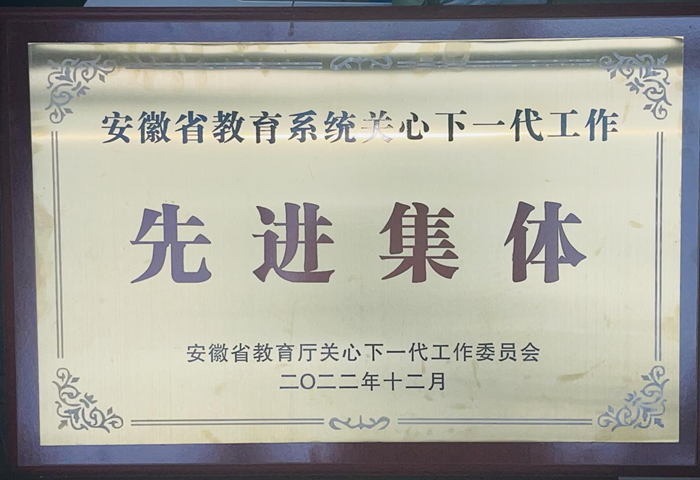 安徽省教育系统关心下一代工作
先进集体
安徽省教育厅关心下一代工作委员会
二〇二二年十二月